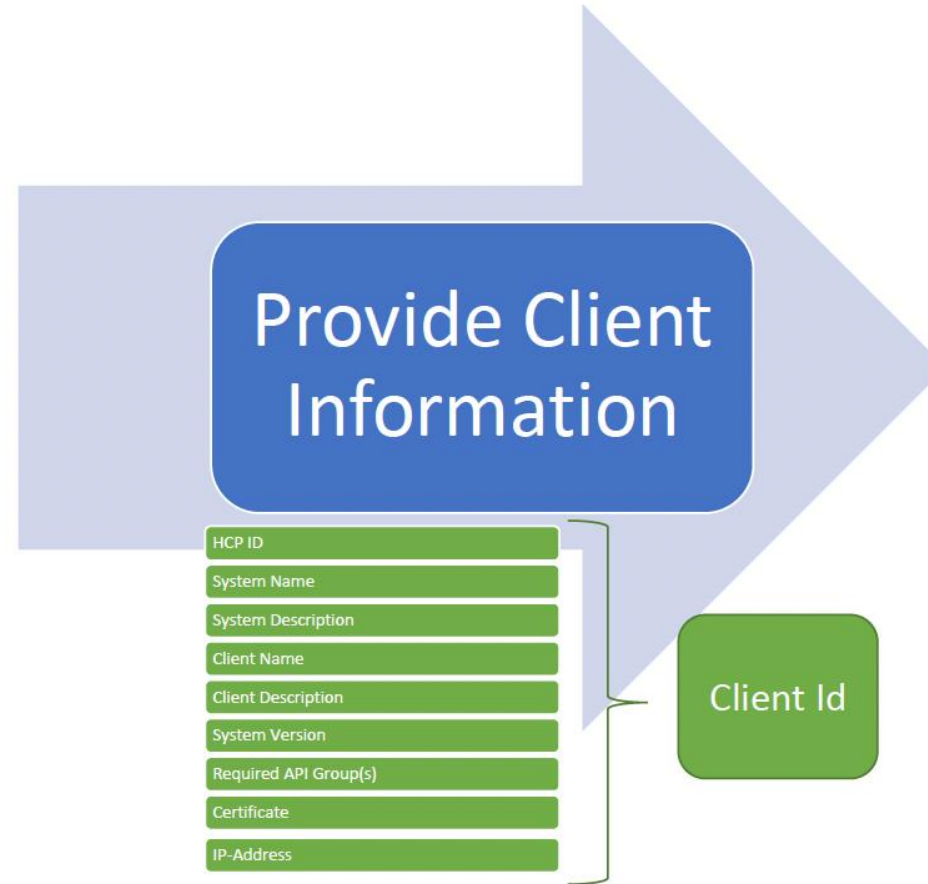 Provide Client
Information
HCP ID
System Name
System Description
Client Name
Client Description
System Version
Required API Group(s)
Certificate
IP-Address
Client Id